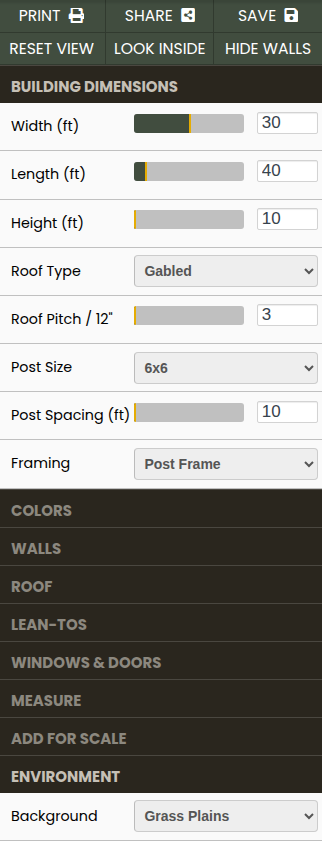 PRINT SHARE SAVE
RESET VIEW LOOK INSIDE HIDE WALLS
BUILDING DIMENSIONS
Width (ft) 30
Length (ft) 40
Height (ft) 10
Roof Type Gabled
Roof Pitch / 12" 3
Post Size 6x6
Post Spacing (ft) 10
Framing Post Frame
COLORS
WALLS
ROOF
LEAN-TOS
WINDOWS & DOORS
MEASURE
ADD FOR SCALE
ENVIRONMENT
Background Grass Plains